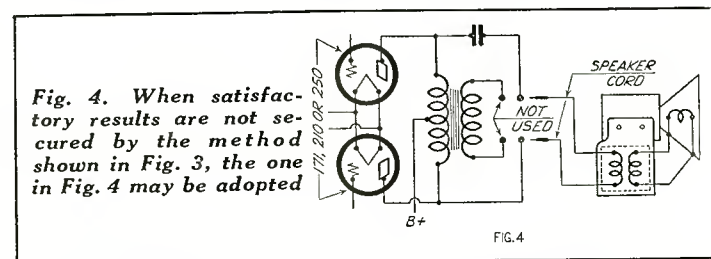 Fig. 4. When satisfac-
tory results are not se-
cured by the method
shown in Fig. 3, the one
in Fig. 4 may be adopted
171, 210 OR 250
B+
NOT
USED
SPEAKER
CORD
FIG.4